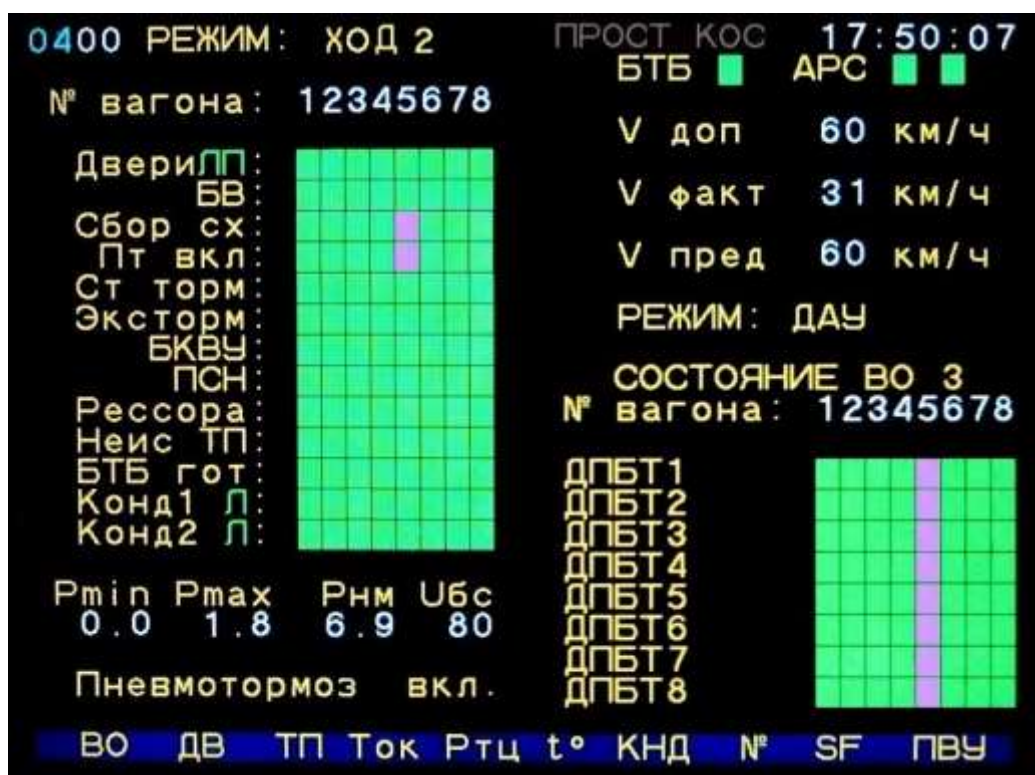 0400 РЕЖИМ: ХОД 2
№ вагона: 12345678
ДвериЛП:
БВ:
Сбор сх:
Пт вкл:
Ст торм:
Эксторм:
БКВУ:
ПСН:
Рессора:
Неис ТП:
БТБ гот:
Конд1 Л:
Конд2 Л:
Pmin Pmax Рнм Uбс
0.0 1.8 6.9 80
Пневмотормоз вкл.
ПРОСТ КОС 17:50:07
БТБ АРС
V доп 60 км/ч
V факт 31 км/ч
V пред 60 км/ч
РЕЖИМ: ДАУ
СОСТОЯНИЕ ВО 3
№ вагона: 12345678
ДПБТ1
ДПБТ2
ДПБТ3
ДПБТ4
ДПБТ5
ДПБТ6
ДПБТ7
ДПБТ8
ВО ДВ ТП Ток Ртц t° КНД № SF ПВУ